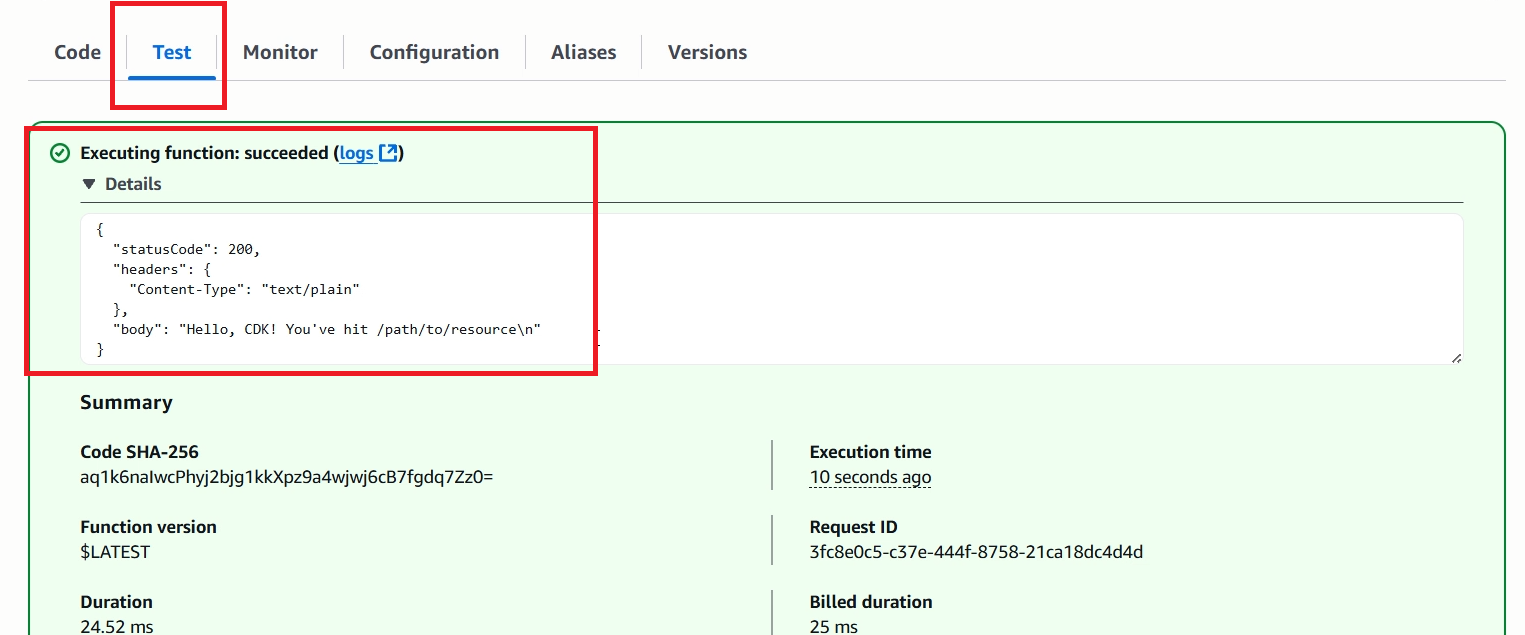 Code Test Monitor Configuration Aliases Versions
Executing function: succeeded (logs)
Details
{
"statusCode": 200,
"headers": {
"Content-Type": "text/plain"
},
"body": "Hello, CDK! You've hit /path/to/resource\n"
}
Summary
Code SHA-256
aq1k6naIwcPhyj2bjg1kkXpz9a4wjwj6cB7fgdq7Zz0=
Execution time
10 seconds ago
Function version
$LATEST
Request ID
3fc8e0c5-c37e-444f-8758-21ca18dc4d4d
Duration
24.52 ms
Billed duration
25 ms